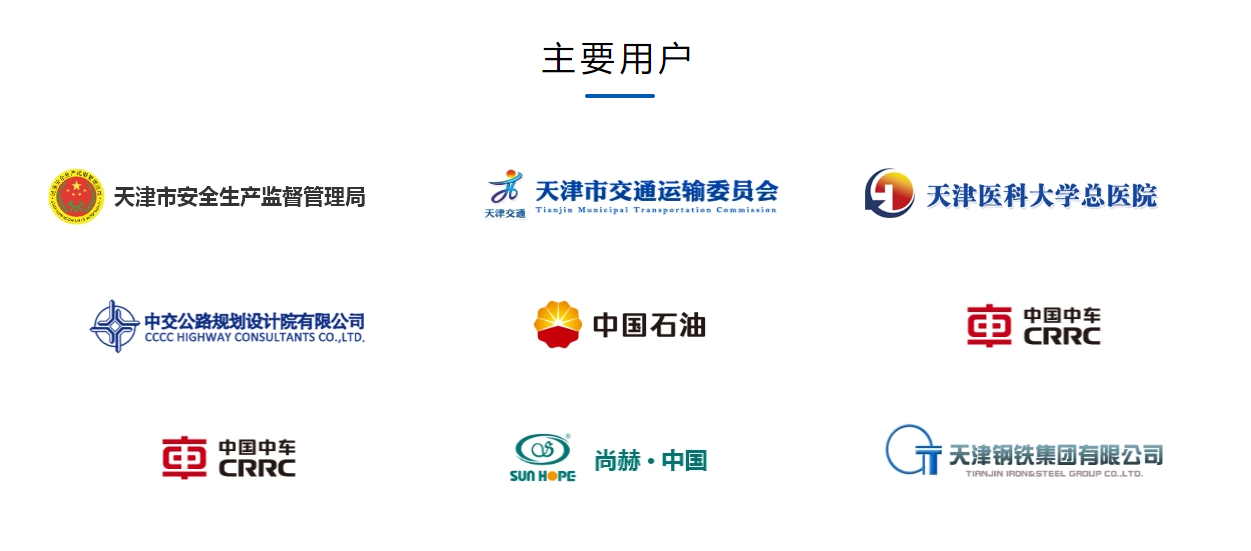 主要用户
天津市安全生产监督管理局
天津交通
天津市交通运输委员会
Tianjin Municipal Transportation Commission
天津医科大学总医院
中交公路规划设计院有限公司
CCCC HIGHWAY CONSULTANTS CO.,LTD.
中国石油
中国中车
CRRC
中国中车
CRRC
SUN HOPE
尚赫·中国
天津钢铁集团有限公司
TIANJIN IRON&STEEL GROUP CO.,LTD.